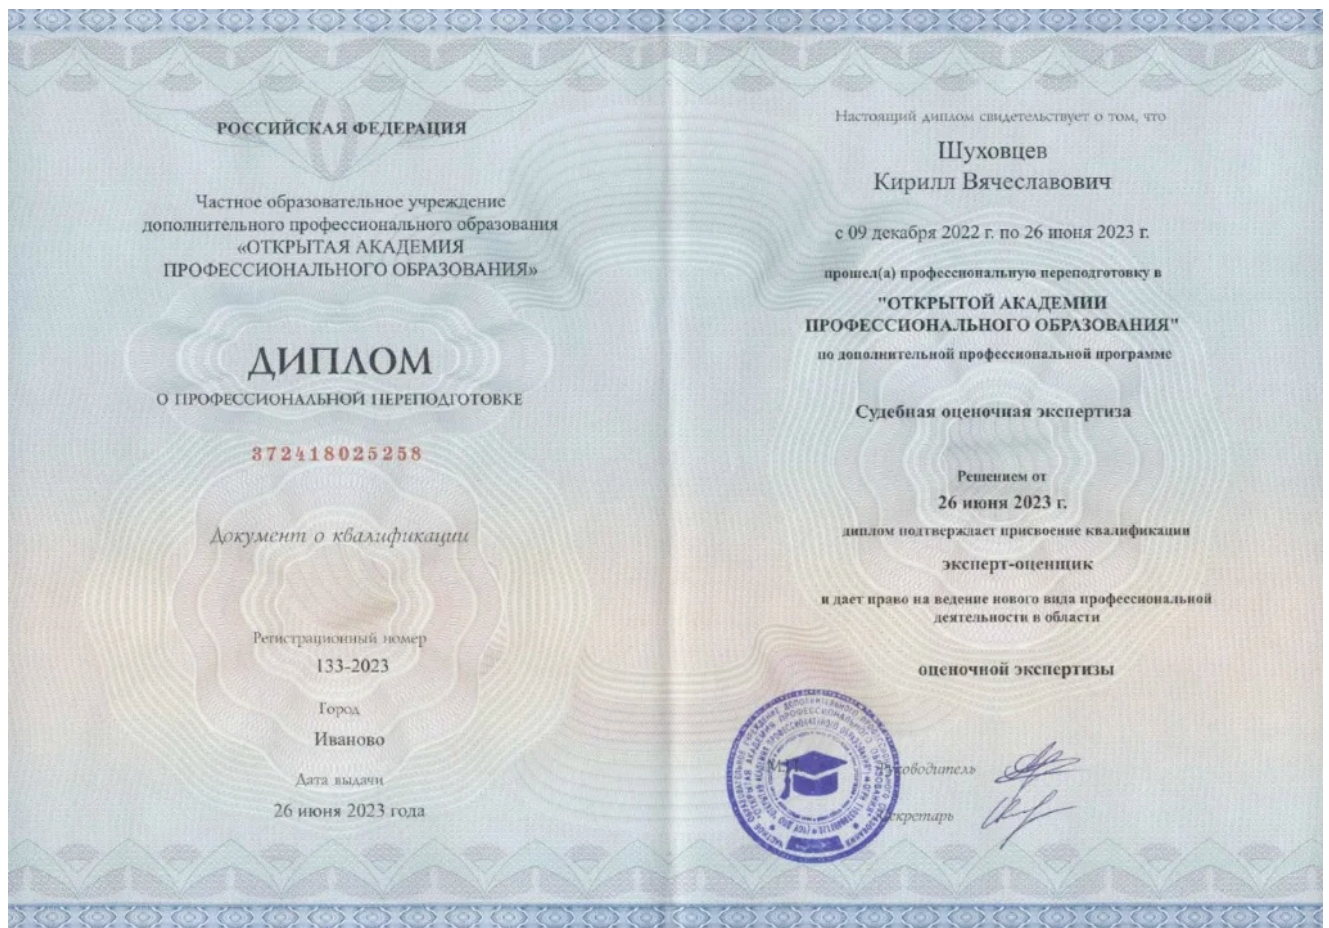 РОССИЙСКАЯ ФЕДЕРАЦИЯ
Частное образовательное учреждение
дополнительного профессионального образования
«ОТКРЫТАЯ АКАДЕМИЯ
ПРОФЕССИОНАЛЬНОГО ОБРАЗОВАНИЯ»
ДИПЛОМ
О ПРОФЕССИОНАЛЬНОЙ ПЕРЕПОДГОТОВКЕ
372418025258
Документ о квалификации
Регистрационный номер
133-2023
Город
Иваново
Дата выдачи
26 июня 2023 года
Настоящий диплом свидетельствует о том, что
Шуховцев
Кирилл Вячеславович
с 09 декабря 2022 г. по 26 июня 2023 г.
прошел(а) профессиональную переподготовку в
"ОТКРЫТОЙ АКАДЕМИИ
ПРОФЕССИОНАЛЬНОГО ОБРАЗОВАНИЯ"
по дополнительной профессиональной программе
Судебная оценочная экспертиза
Решением от
26 июня 2023 г.
диплом подтверждает присвоение квалификации
эксперт-оценщик
и дает право на ведение нового вида профессиональной
деятельности в области
оценочной экспертизы
Руководитель
Секретарь